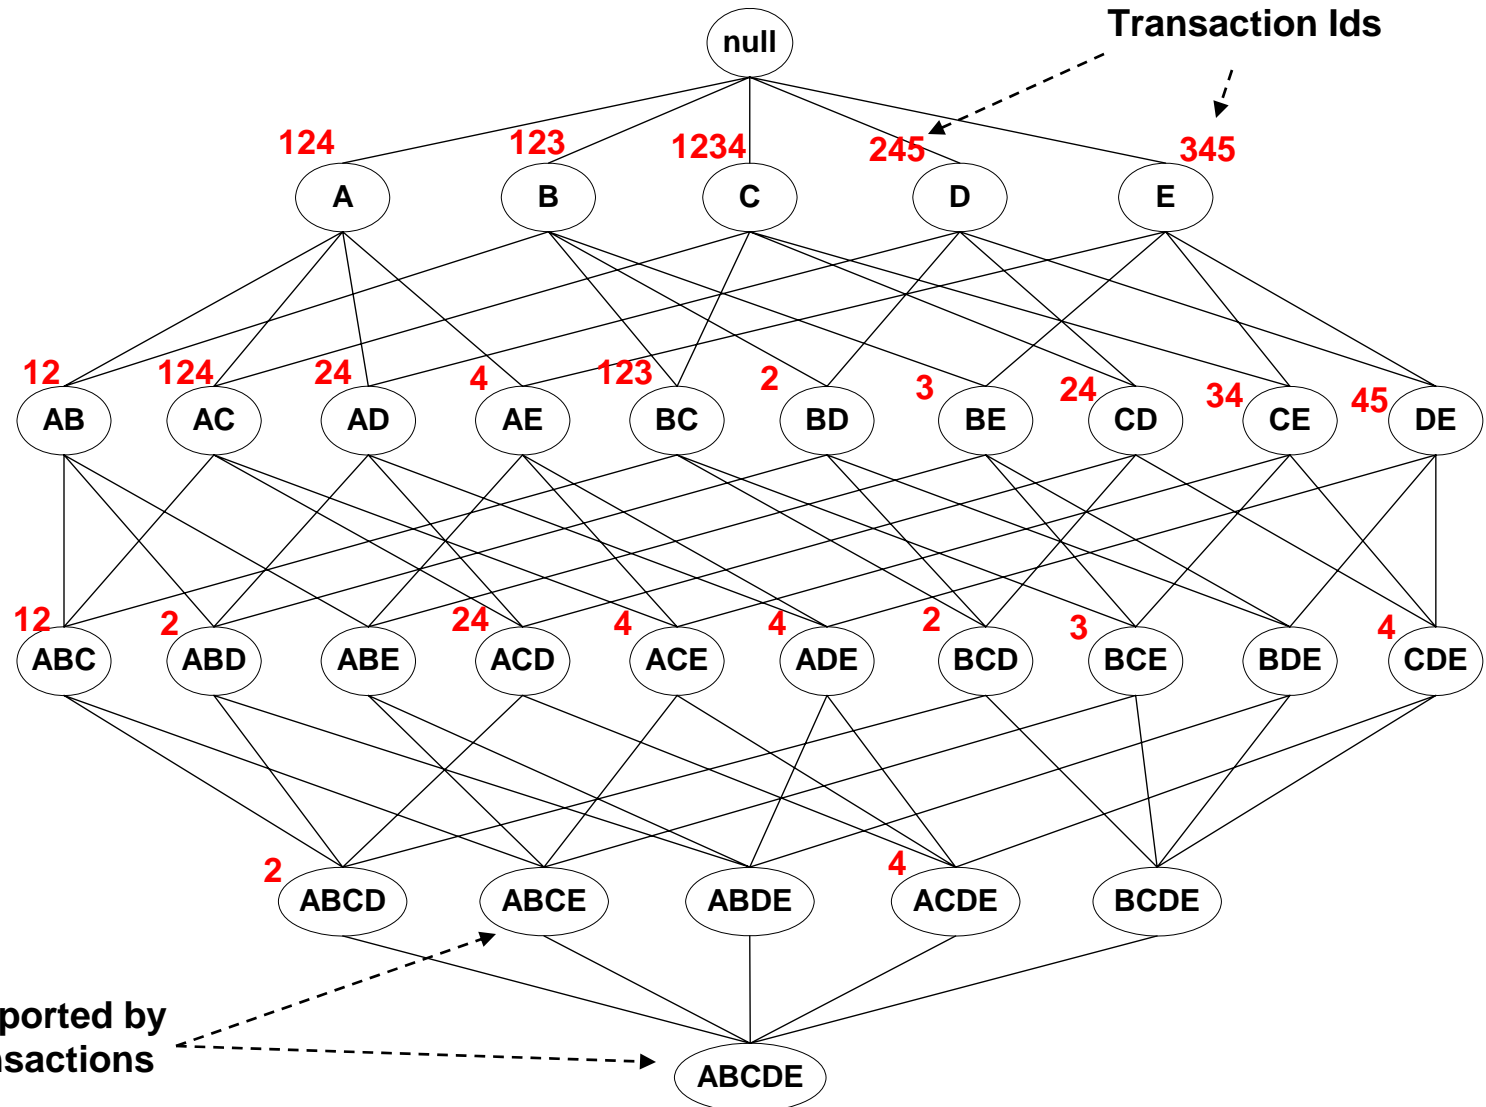 Transaction Ids
null
124 123 1234 245 345
A B C D E
12 124 24 4 123 2 3 24 34 45
AB AC AD AE BC BD BE CD CE DE
12 2 24 4 4 2 3 4
ABC ABD ABE ACD ACE ADE BCD BCE BDE CDE
2 4
ABCD ABCE ABDE ACDE BCDE
ported by
nsactions
ABCDE